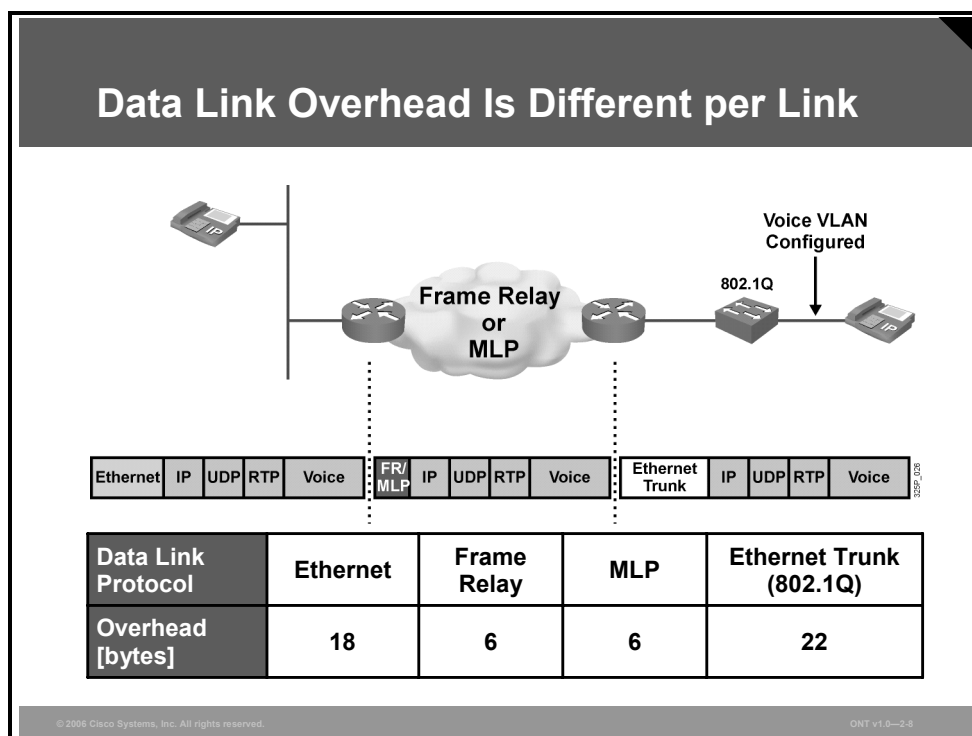 Data Link Overhead Is Different per Link
IP
Voice VLAN
Configured
802.1Q
Frame Relay
or
MLP
IP
Ethernet IP UDP RTP Voice
FR/
MLP IP UDP RTP Voice
Ethernet
Trunk IP UDP RTP Voice
325P_026
Data Link
Protocol
Ethernet
Frame
Relay
MLP
Ethernet Trunk
(802.1Q)
Overhead
[bytes]
18
6
6
22
© 2006 Cisco Systems, Inc. All rights reserved.
ONT v1.0—2-8